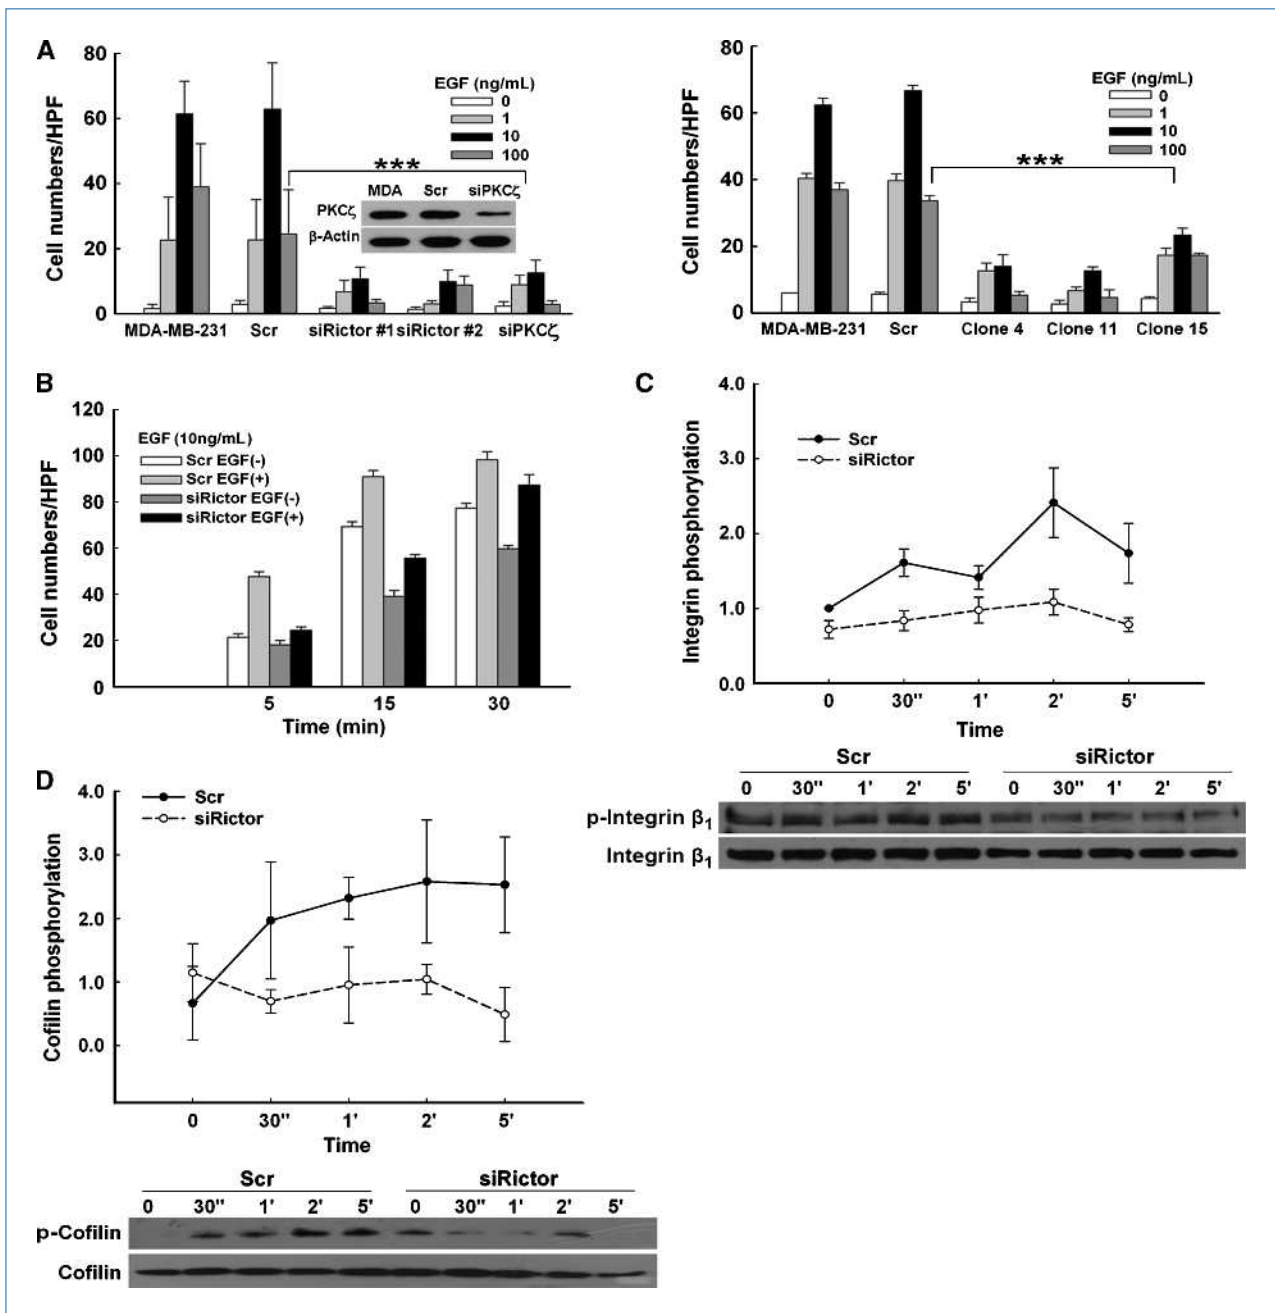 A
80
60
40
20
0
Cell numbers/HPF
EGF (ng/mL)
0
1
10
100
***
MDA Scr siPKCζ
PKCζ
β-Actin
MDA-MB-231 Scr siRictor #1 siRictor #2 siPKCζ
80
60
40
20
0
Cell numbers/HPF
EGF (ng/mL)
0
1
10
100
***
MDA-MB-231 Scr Clone 4 Clone 11 Clone 15
B
120
100
80
60
40
20
0
Cell numbers/HPF
EGF (10ng/mL)
Scr EGF(-)
Scr EGF(+)
siRictor EGF(-)
siRictor EGF(+)
5 15 30
Time (min)
C
4.0
3.0
2.0
1.0
0.0
Integrin phosphorylation
Scr
siRictor
0 30" 1' 2' 5'
Time
Scr siRictor
0 30" 1' 2' 5' 0 30" 1' 2' 5'
p-Integrin β1
Integrin β1
D
4.0
3.0
2.0
1.0
0.0
Cofilin phosphorylation
Scr
siRictor
0 30" 1' 2' 5'
Time
Scr siRictor
0 30" 1' 2' 5' 0 30" 1' 2' 5'
p-Cofilin
Cofilin